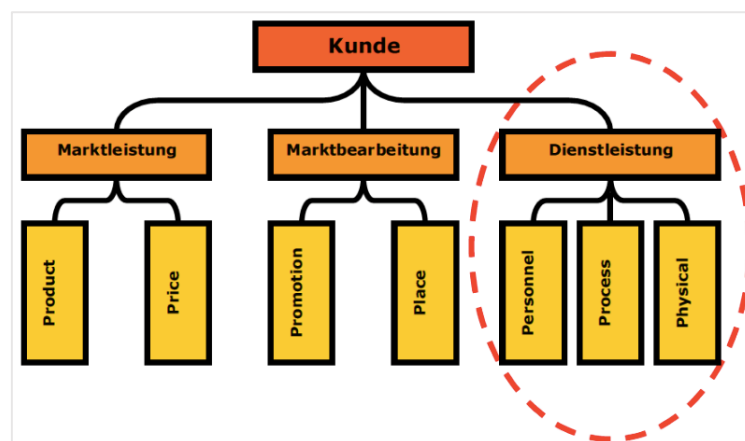 Kunde
Marktleistung
Marktbearbeitung
Dienstleistung
Product
Price
Promotion
Place
Personnel
Process
Physical